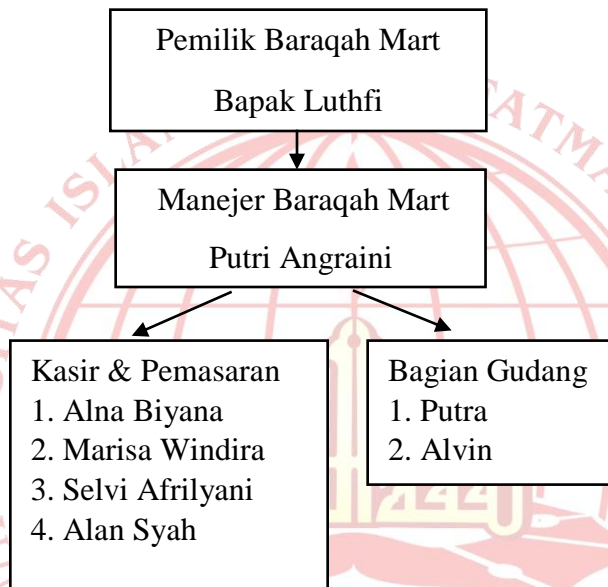 Pemilik Baraqah Mart
Bapak Luthfi
Manejer Baraqah Mart
Putri Angraini
Kasir & Pemasaran
1. Alna Biyana
2. Marisa Windira
3. Selvi Afrilyani
4. Alan Syah
Bagian Gudang
1. Putra
2. Alvin